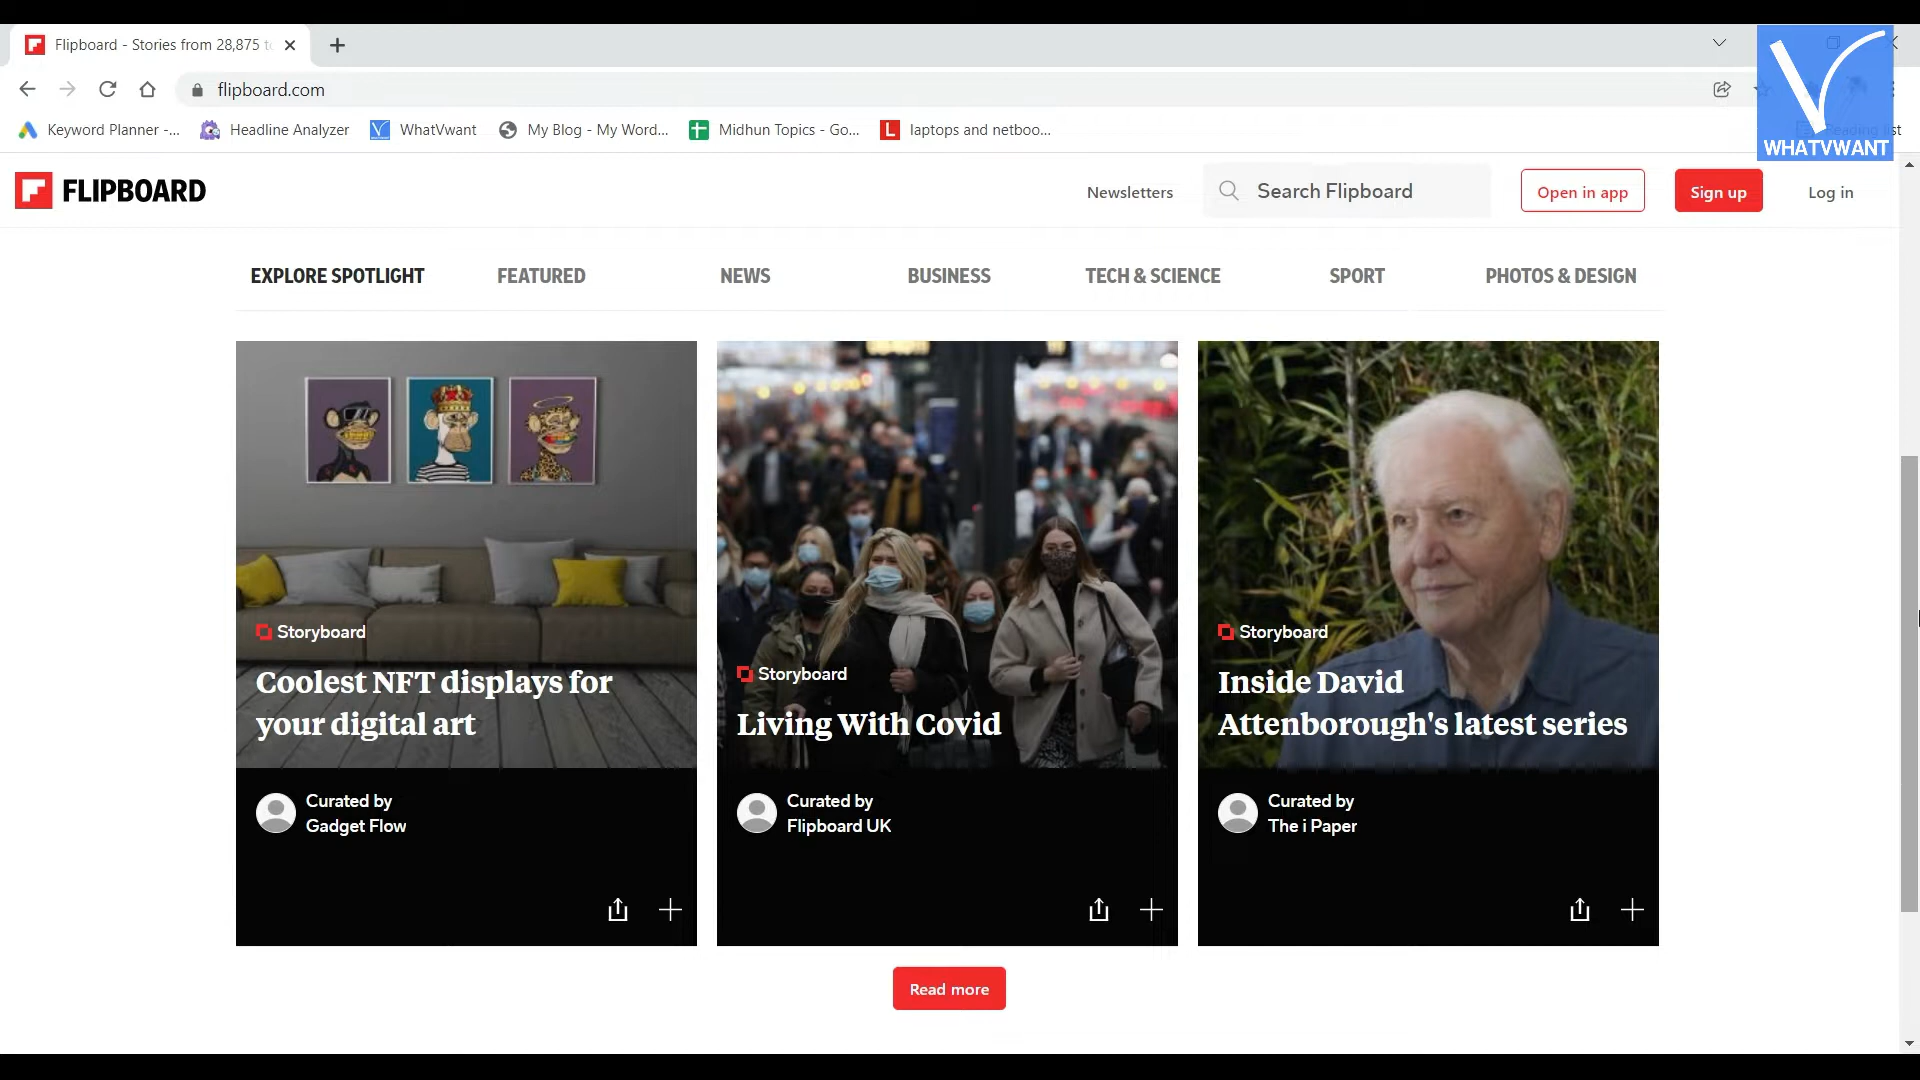 Flipboard - Stories from 28,875 to
flipboard.com
Keyword Planner -...
Headline Analyzer
WhatVwant
My Blog - My Word...
Midhun Topics - Go...
laptops and netboo...
Reading list
WHATVWANT
FLIPBOARD
Newsletters
Search Flipboard
Open in app
Sign up
Log in
EXPLORE SPOTLIGHT
FEATURED
NEWS
BUSINESS
TECH & SCIENCE
SPORT
PHOTOS & DESIGN
Storyboard
Coolest NFT displays for
your digital art
Curated by
Gadget Flow
Storyboard
Living With Covid
Curated by
Flipboard UK
Storyboard
Inside David
Attenborough's latest series
Curated by
The i Paper
Read more